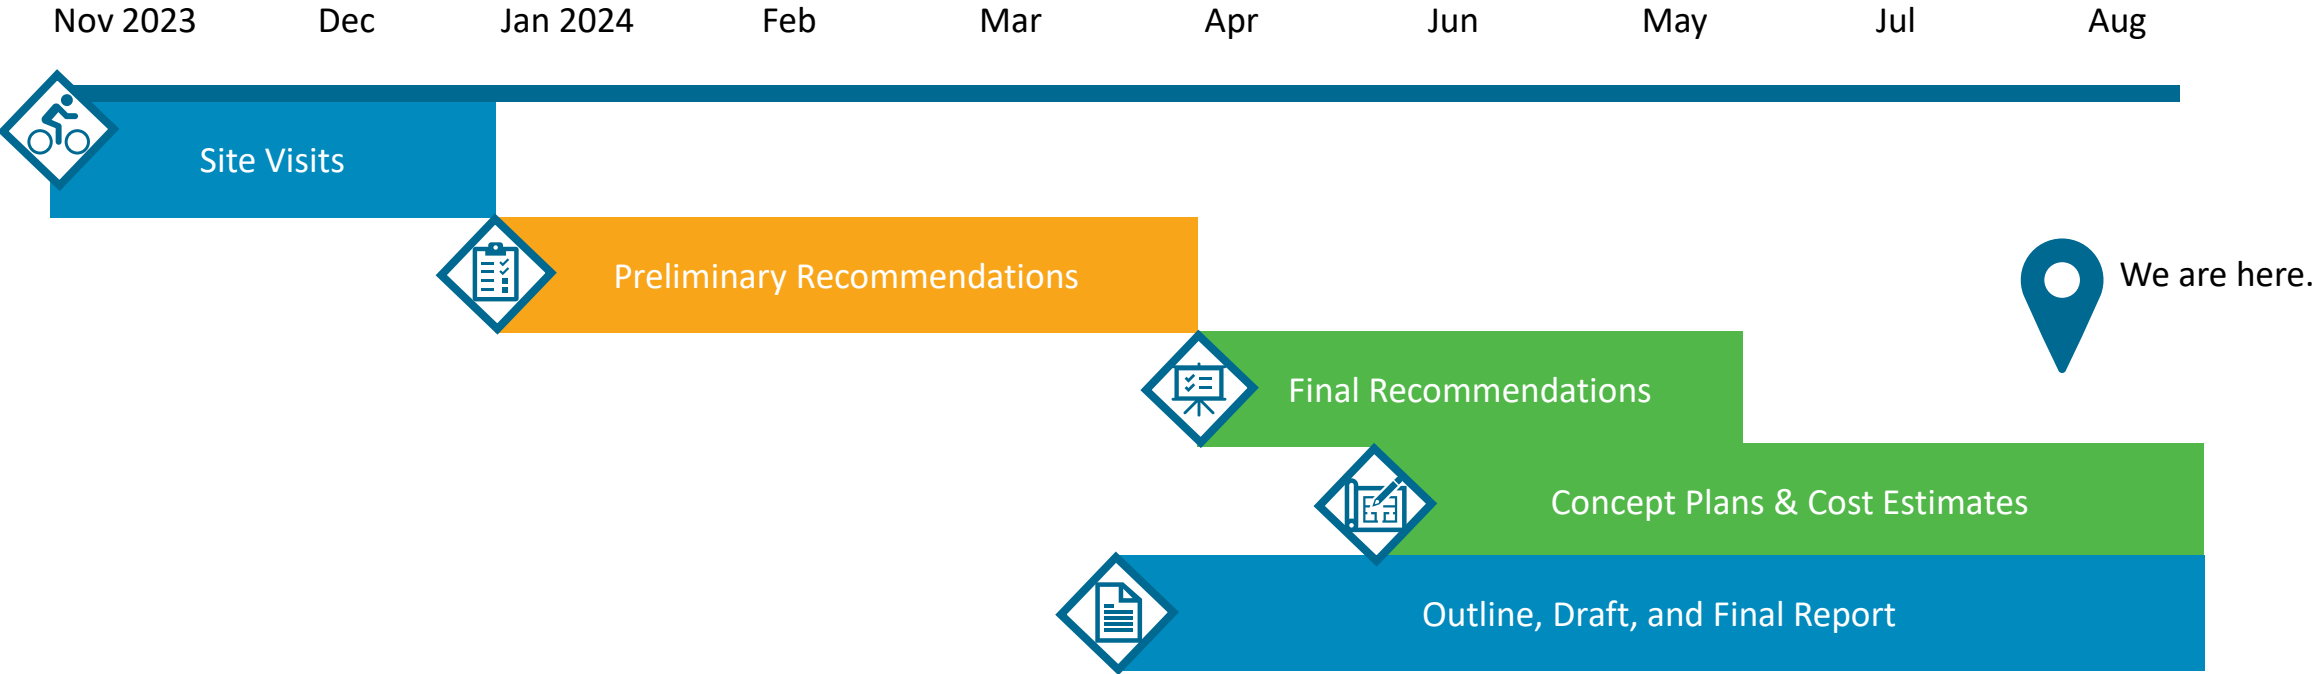 Nov 2023 Dec Jan 2024 Feb Mar Apr Jun May Jul Aug
Site Visits
Preliminary Recommendations
We are here.
Final Recommendations
Concept Plans & Cost Estimates
Outline, Draft, and Final Report